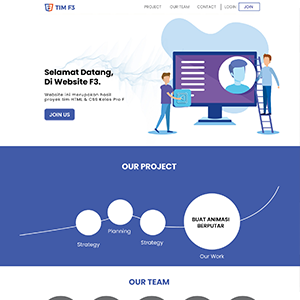 TIM F3
PROJECT OUR TEAM CONTACT | LOGIN JOIN
Selamat Datang,
Di Website F3.
Website ini merupakan hasil
proyek tim HTML & CSS Kelas Pro F
JOIN US
OUR PROJECT
Strategy
Planning
Strategy
BUAT ANIMASI
BERPUTAR
Our Work
OUR TEAM